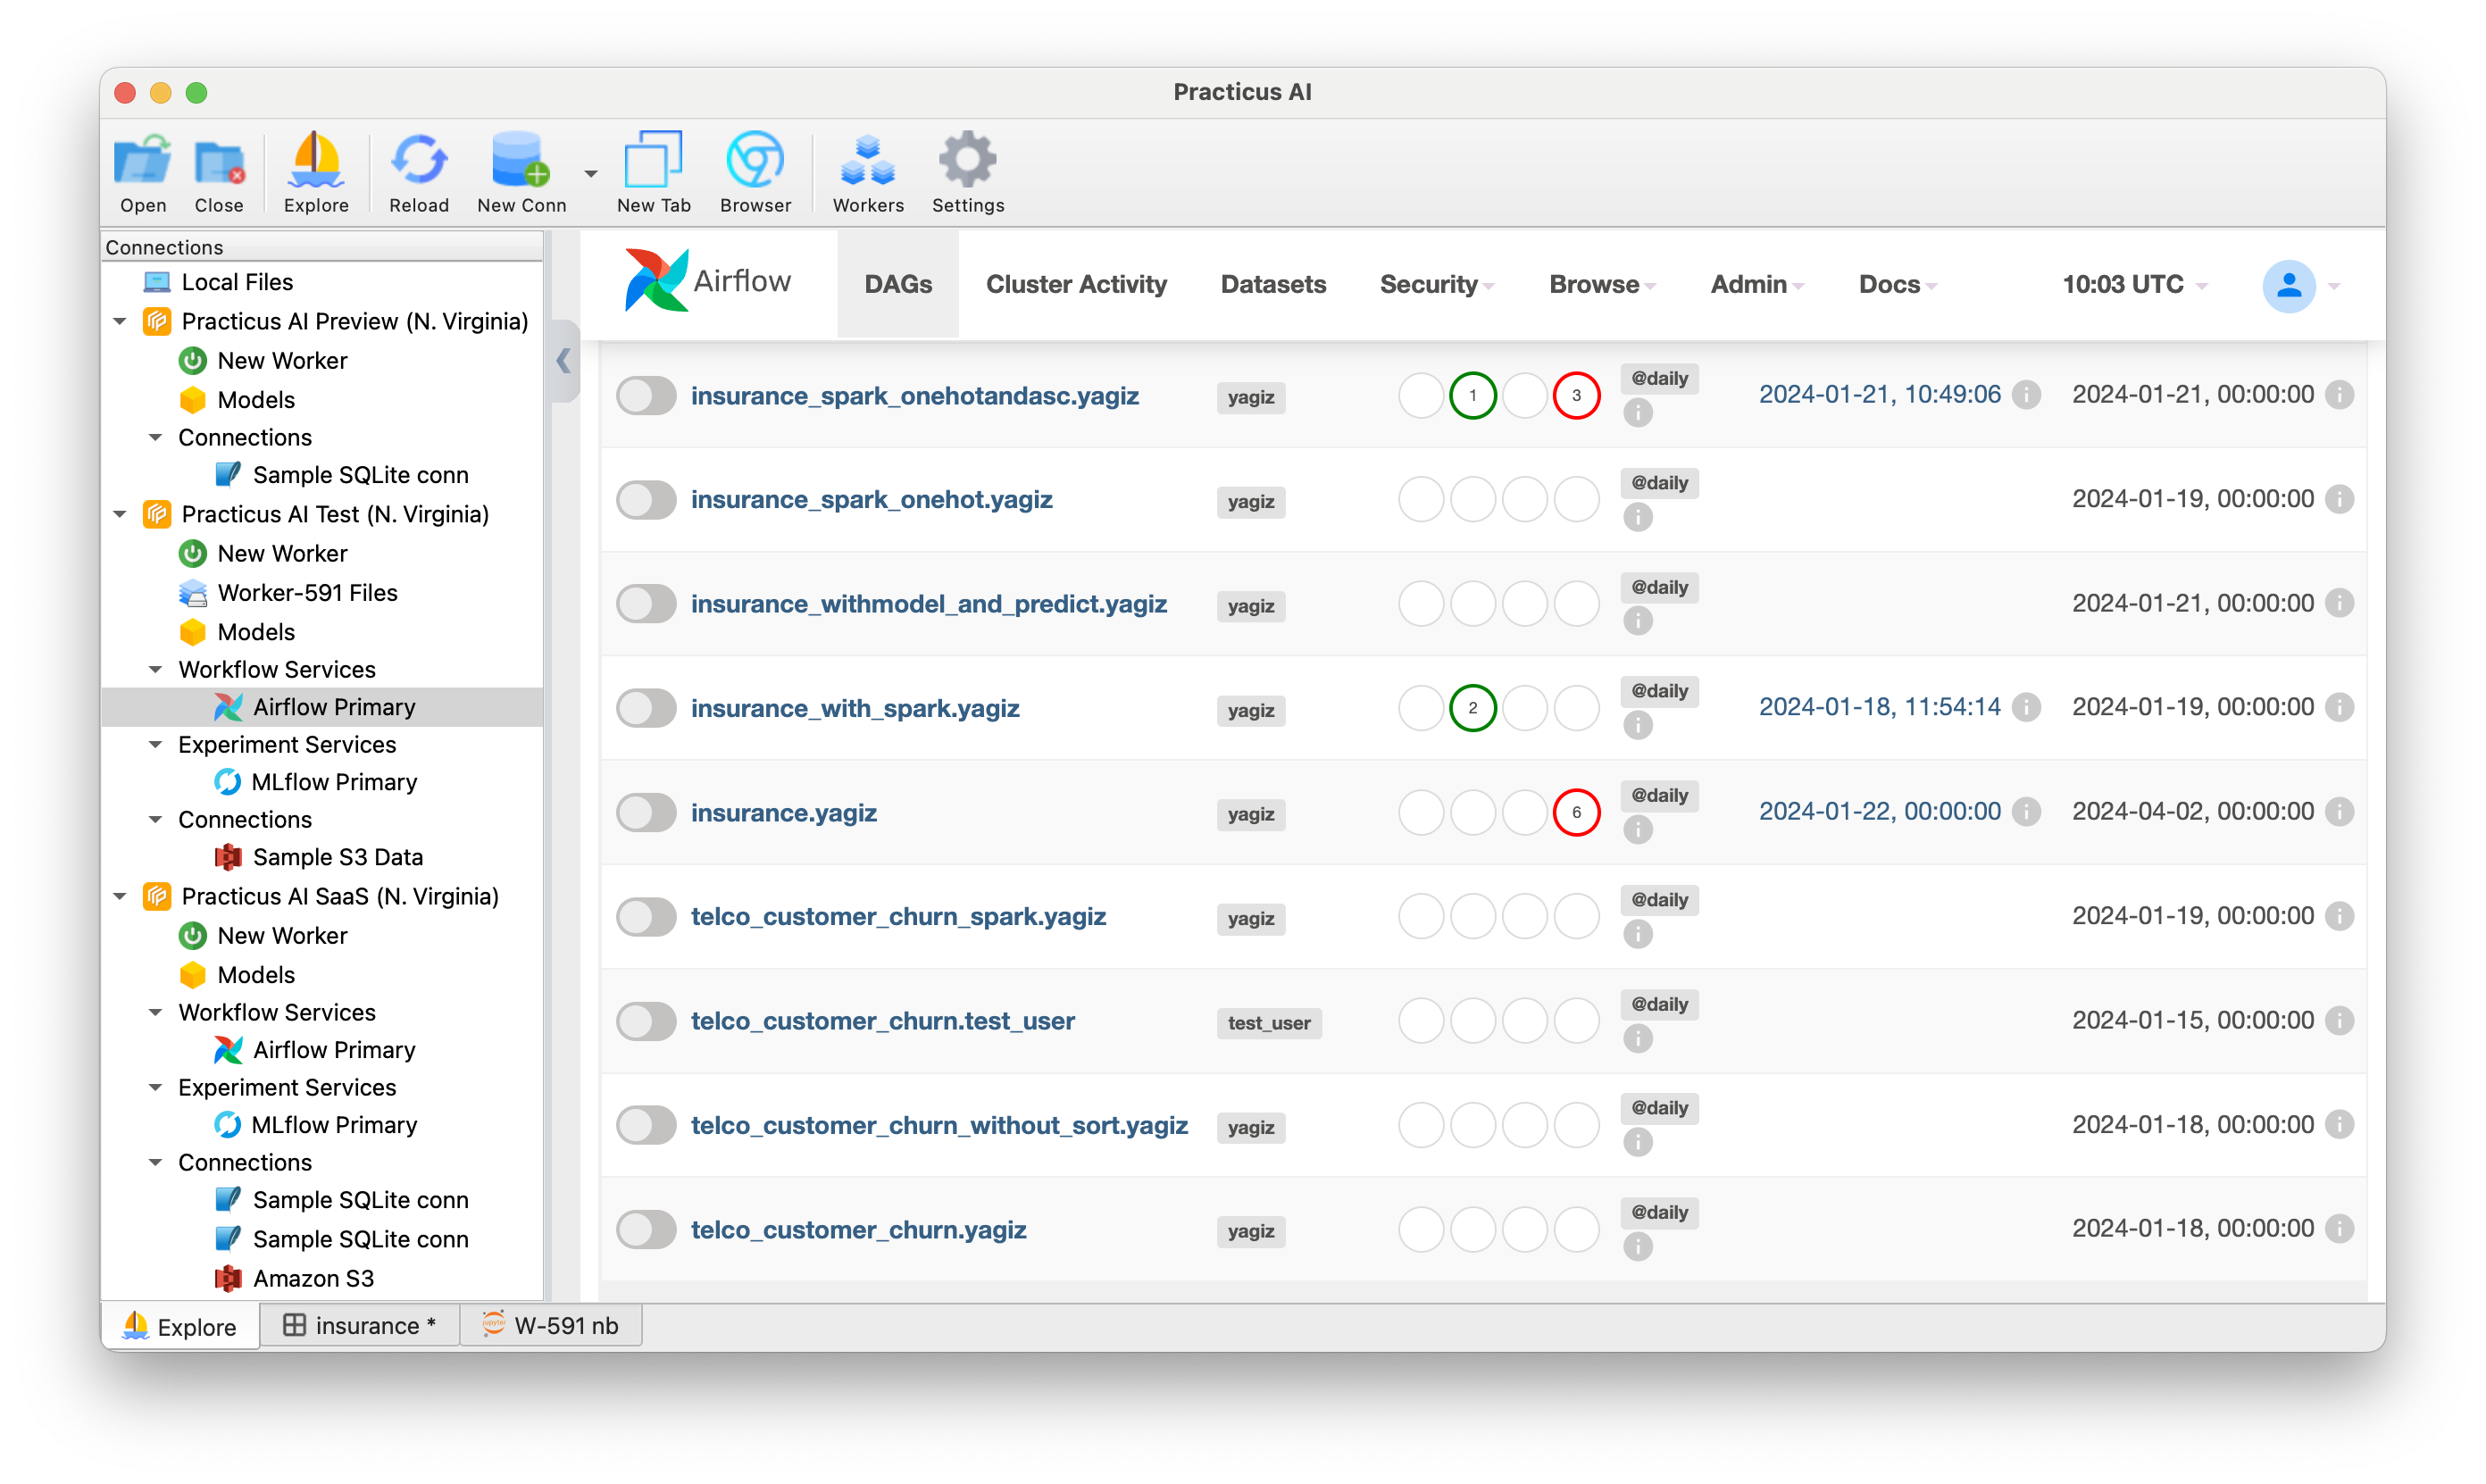 Practicus AI
Open
Close
Explore
Reload
New Conn
New Tab
Browser
Workers
Settings
Connections
Local Files
Practicus AI Preview (N. Virginia)
New Worker
Models
Connections
Sample SQLite conn
Practicus AI Test (N. Virginia)
New Worker
Worker-591 Files
Models
Workflow Services
Airflow Primary
Experiment Services
MLflow Primary
Connections
Sample S3 Data
Practicus AI SaaS (N. Virginia)
New Worker
Models
Workflow Services
Airflow Primary
Experiment Services
MLflow Primary
Connections
Sample SQLite conn
Sample SQLite conn
Amazon S3
Airflow DAGs Cluster Activity Datasets Security Browse Admin Docs 10:03 UTC
insurance_spark_onehotandasc.yagiz yagiz 1 3 @daily 2024-01-21, 10:49:06 2024-01-21, 00:00:00
insurance_spark_onehot.yagiz yagiz @daily 2024-01-19, 00:00:00
insurance_withmodel_and_predict.yagiz yagiz @daily 2024-01-21, 00:00:00
insurance_with_spark.yagiz yagiz 2 @daily 2024-01-18, 11:54:14 2024-01-19, 00:00:00
insurance.yagiz yagiz 6 @daily 2024-01-22, 00:00:00 2024-04-02, 00:00:00
telco_customer_churn_spark.yagiz yagiz @daily 2024-01-19, 00:00:00
telco_customer_churn.test_user test_user @daily 2024-01-15, 00:00:00
telco_customer_churn_without_sort.yagiz yagiz @daily 2024-01-18, 00:00:00
telco_customer_churn.yagiz yagiz @daily 2024-01-18, 00:00:00
Explore
insurance *
jupyter W-591 nb